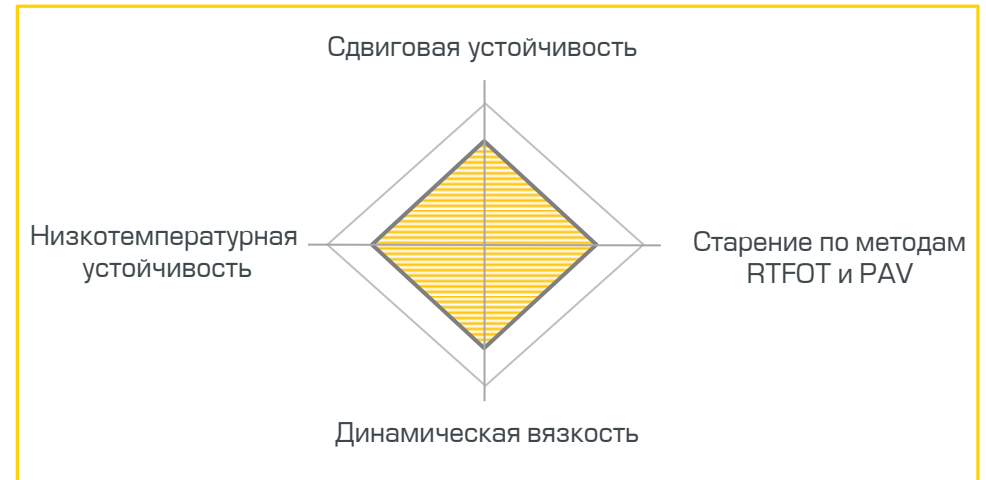 Сдвиговая устойчивость
Низкотемпературная
устойчивость
Старение по методам
RTFOT и PAV
Динамическая вязкость